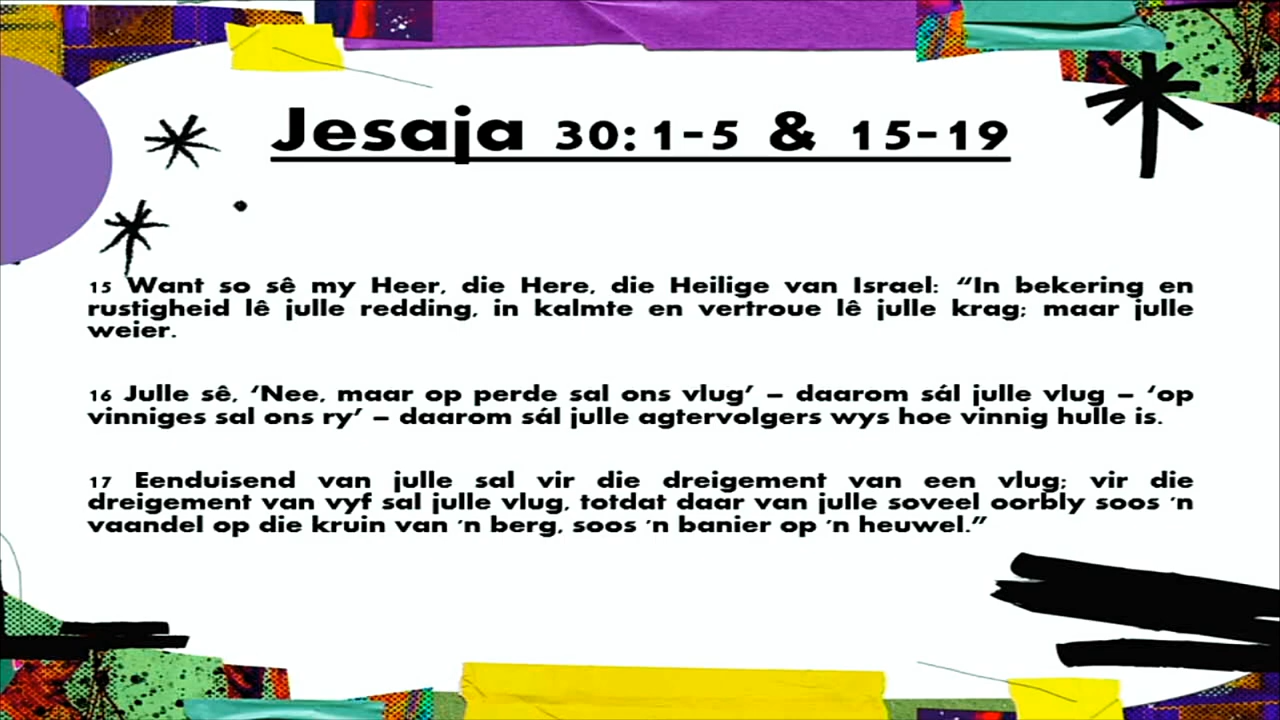 Jesaja 30:1-5 & 15-19
15 Want so sê my Heer, die Here, die Heilige van Israel: “In bekering en
rustigheid lê julle redding, in kalmte en vertroue lê julle krag; maar julle
weier.
16 Julle sê, ‘Nee, maar op perde sal ons vlug’ – daarom sál julle vlug – ‘op
vinniges sal ons ry’ – daarom sál julle agtervolgers wys hoe vinnig hulle is.
17 Eenduisend van julle sal vir die dreigement van een vlug; vir die
dreigement van vyf sal julle vlug, totdat daar van julle soveel oorbly soos ’n
vaandel op die kruin van ’n berg, soos ’n banier op ’n heuwel.”